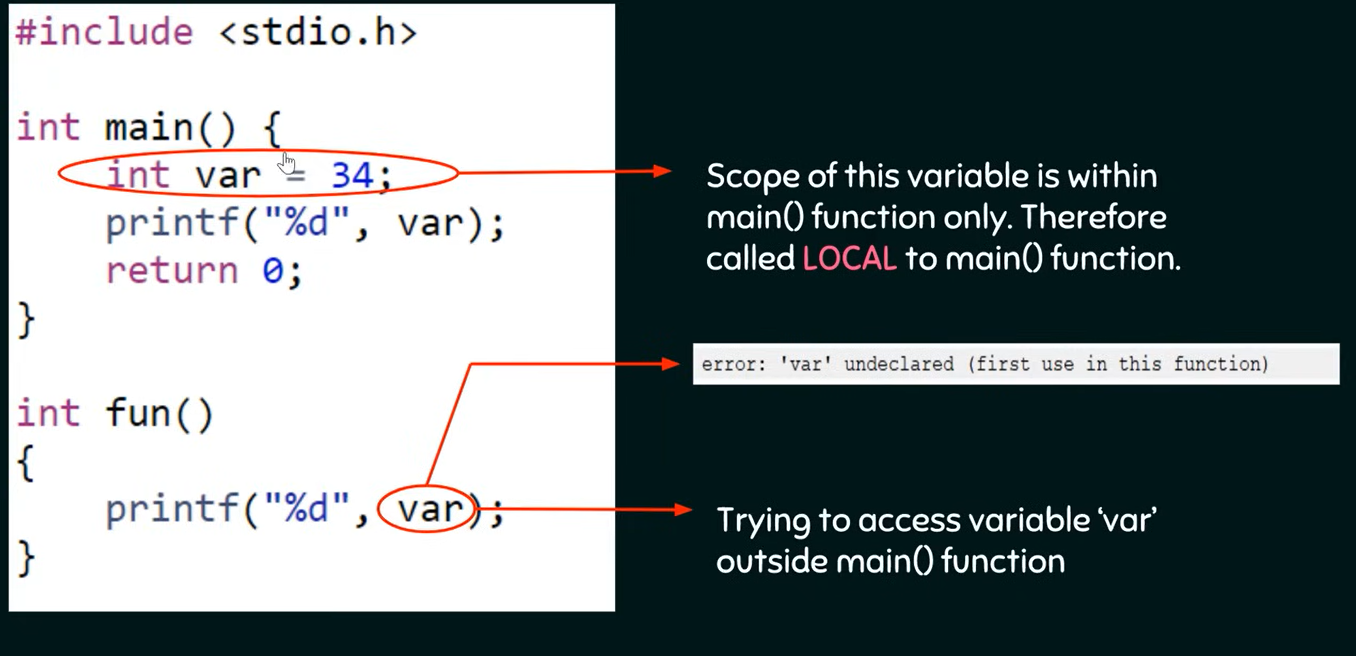 #include <stdio.h>
int main() {
int var = 34;
printf("%d", var);
return 0;
}
int fun()
{
printf("%d", var);
}
Scope of this variable is within
main() function only. Therefore
called LOCAL to main() function.
error: 'var' undeclared (first use in this function)
Trying to access variable ‘var’
outside main() function